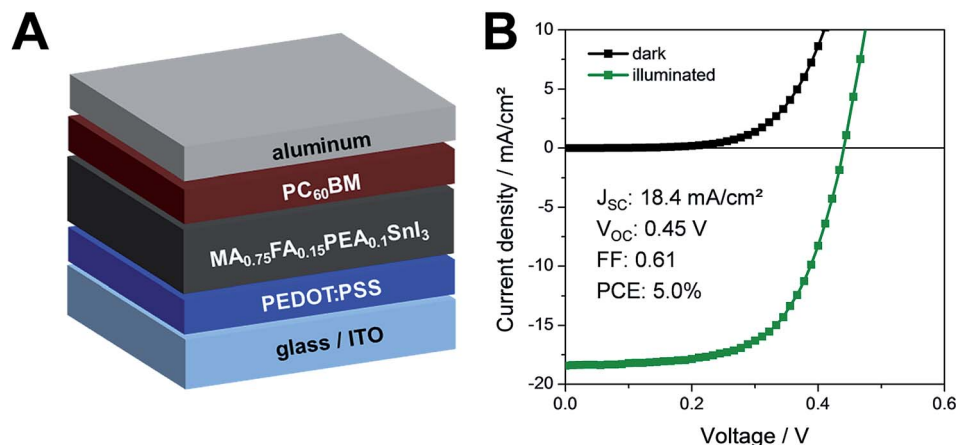 A
aluminum
PC₆₀BM
MA₀.₇₅FA₀.₁₅PEA₀.₁SnI₃
PEDOT:PSS
glass / ITO
B
dark
illuminated
J_SC: 18.4 mA/cm²
V_OC: 0.45 V
FF: 0.61
PCE: 5.0%
Current density / mA/cm²
10
5
0
-5
-10
-15
-20
0.0 0.2 0.4 0.6
Voltage / V